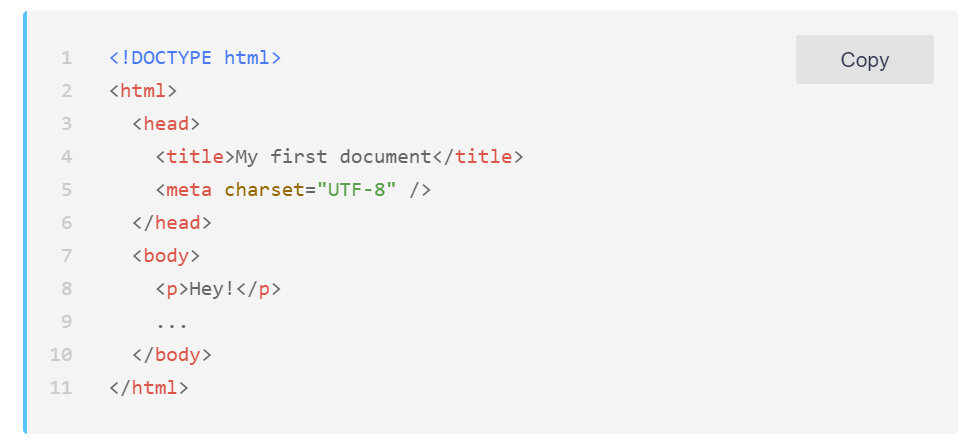 Copy
1 <!DOCTYPE html>
2 <html>
3   <head>
4     <title>My first document</title>
5     <meta charset="UTF-8" />
6   </head>
7   <body>
8     <p>Hey!</p>
9     ...
10   </body>
11 </html>